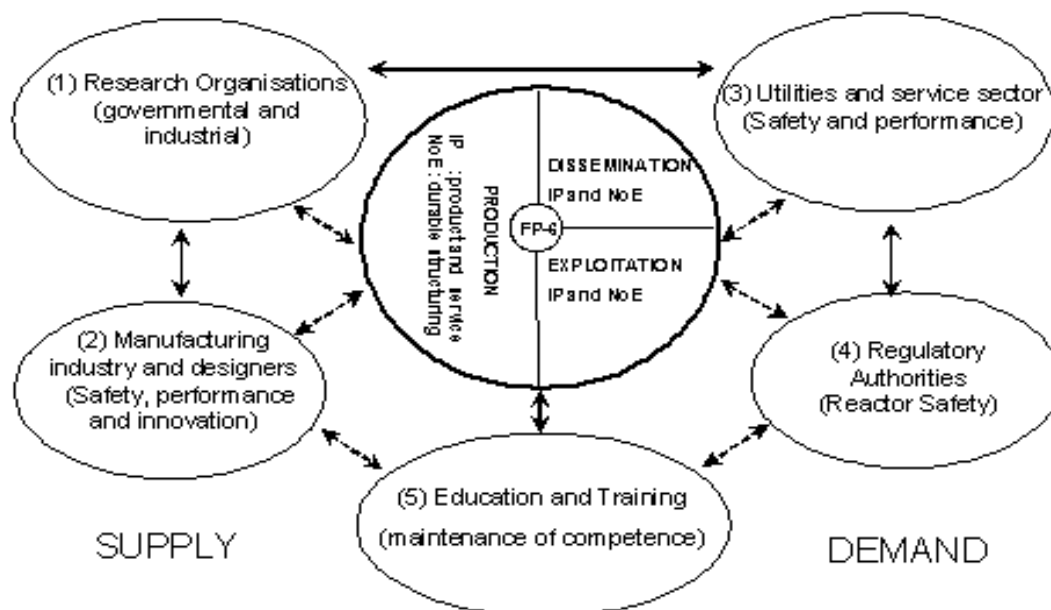 (1) Research Organisations
(governmental and
industrial)
(3) Utilities and service sector
(Safety and performance)
PRODUCTION
IP : product and service
NoE : durable structuring
DISSEMINATION
IP and NoE
FP-6
EXPLOITATION
IP and NoE
(2) Manufacturing
industry and designers
(Safety, performance
and innovation)
(4) Regulatory
Authorities
(Reactor Safety)
(5) Education and Training
(maintenance of competence)
SUPPLY
DEMAND